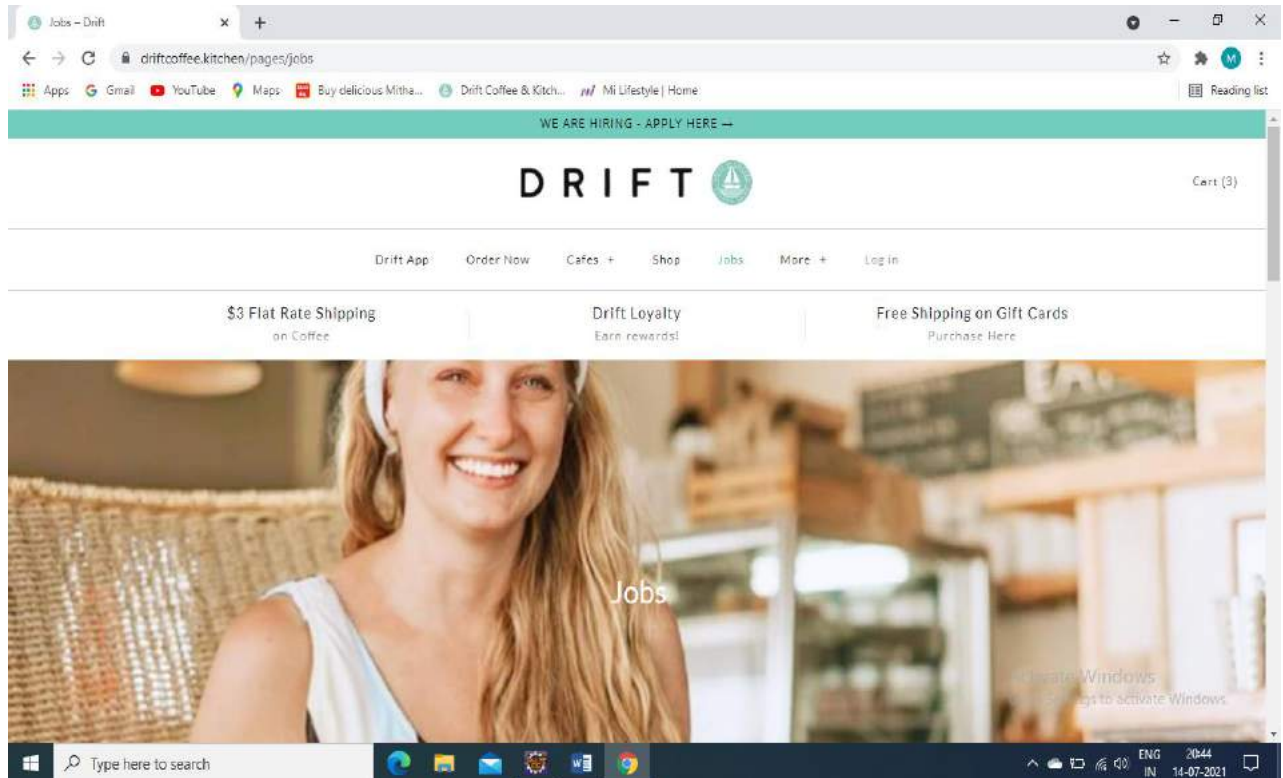 Jobs – Drift
driftcoffee.kitchen/pages/jobs
Apps Gmail YouTube Maps Buy delicious Mitha... Drift Coffee & Kitch... Mi Lifestyle | Home Reading list
M
WE ARE HIRING - APPLY HERE →
DRIFT
Cart (3)
Drift App Order Now Cafes + Shop Jobs More + Log in
$3 Flat Rate Shipping
on Coffee
Drift Loyalty
Earn rewards!
Free Shipping on Gift Cards
Purchase Here
Jobs
Activate Windows
to activate Windows.
Type here to search
ENG
IN
20:44
14-07-2021